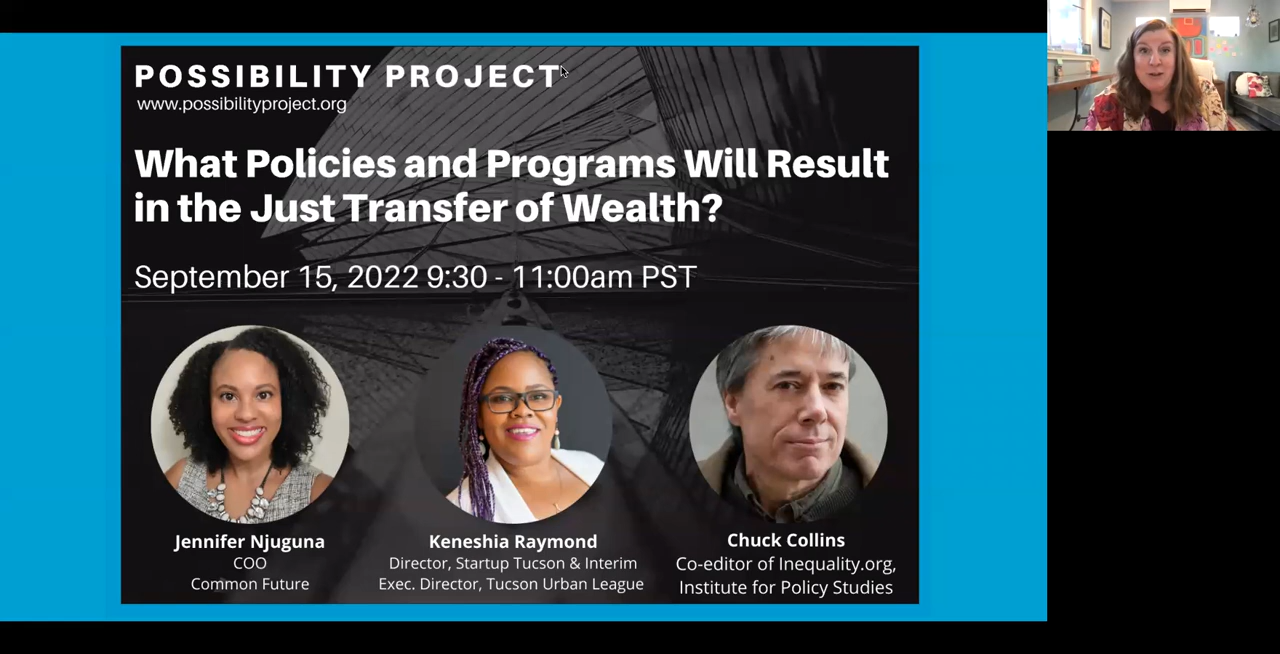 POSSIBILITY PROJECT
www.possibilityproject.org
What Policies and Programs Will Result
in the Just Transfer of Wealth?
September 15, 2022 9:30 - 11:00am PST
Jennifer Njuguna
COO
Common Future
Keneshia Raymond
Director, Startup Tucson & Interim
Exec. Director, Tucson Urban League
Chuck Collins
Co-editor of Inequality.org,
Institute for Policy Studies